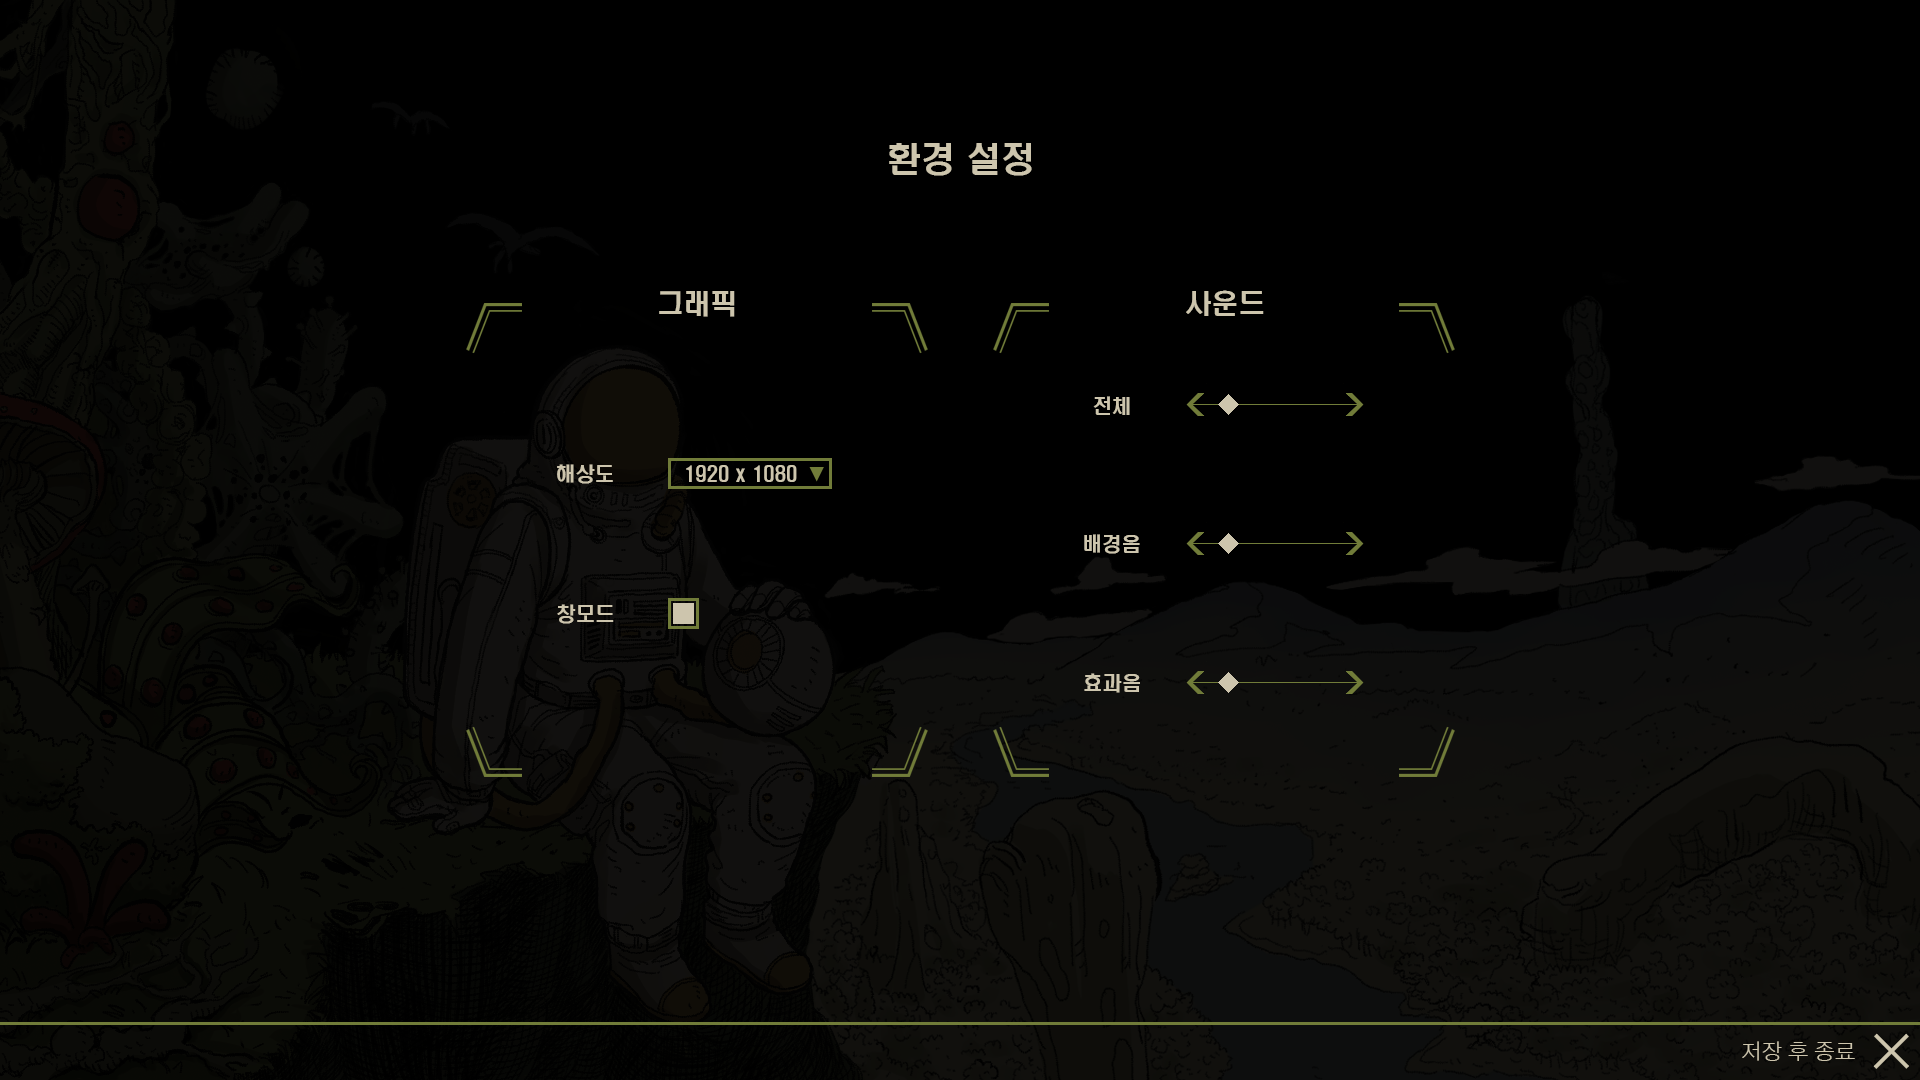 환경 설정
그래픽
해상도
1920 x 1080
창모드
사운드
전체
배경음
효과음
저장 후 종료